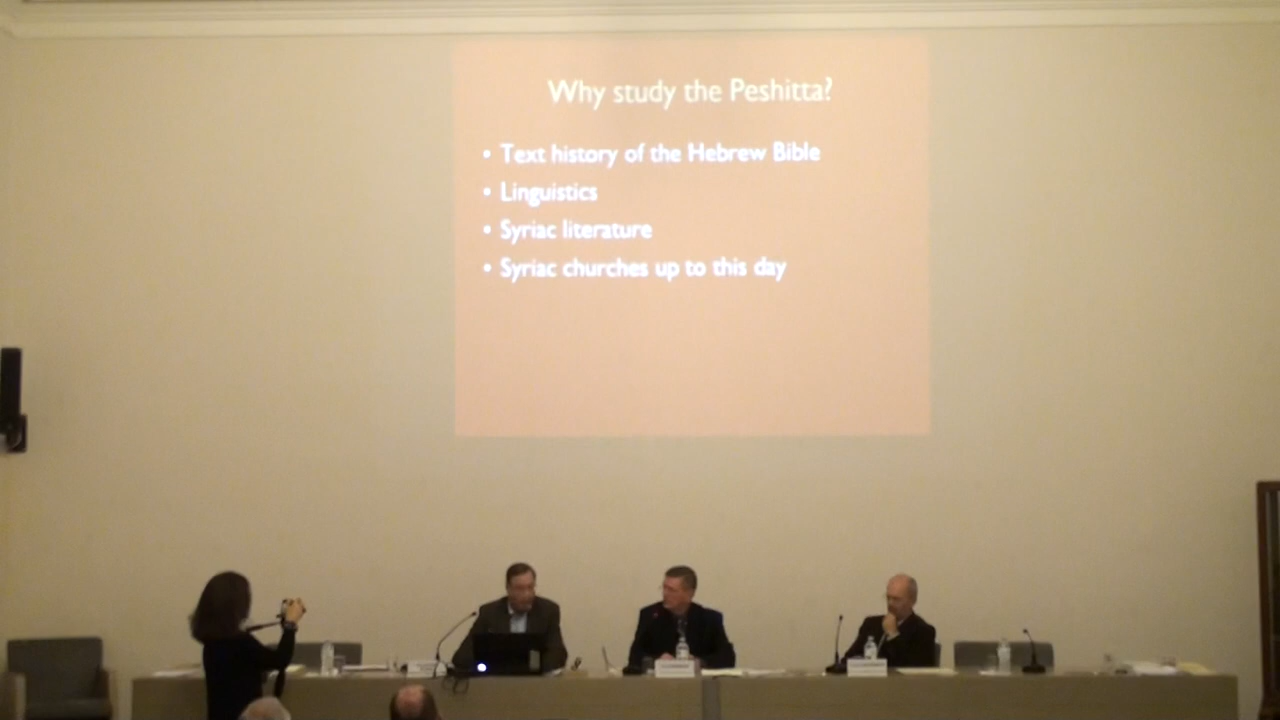 Why study the Peshitta?
• Text history of the Hebrew Bible
• Linguistics
• Syriac literature
• Syriac churches up to this day